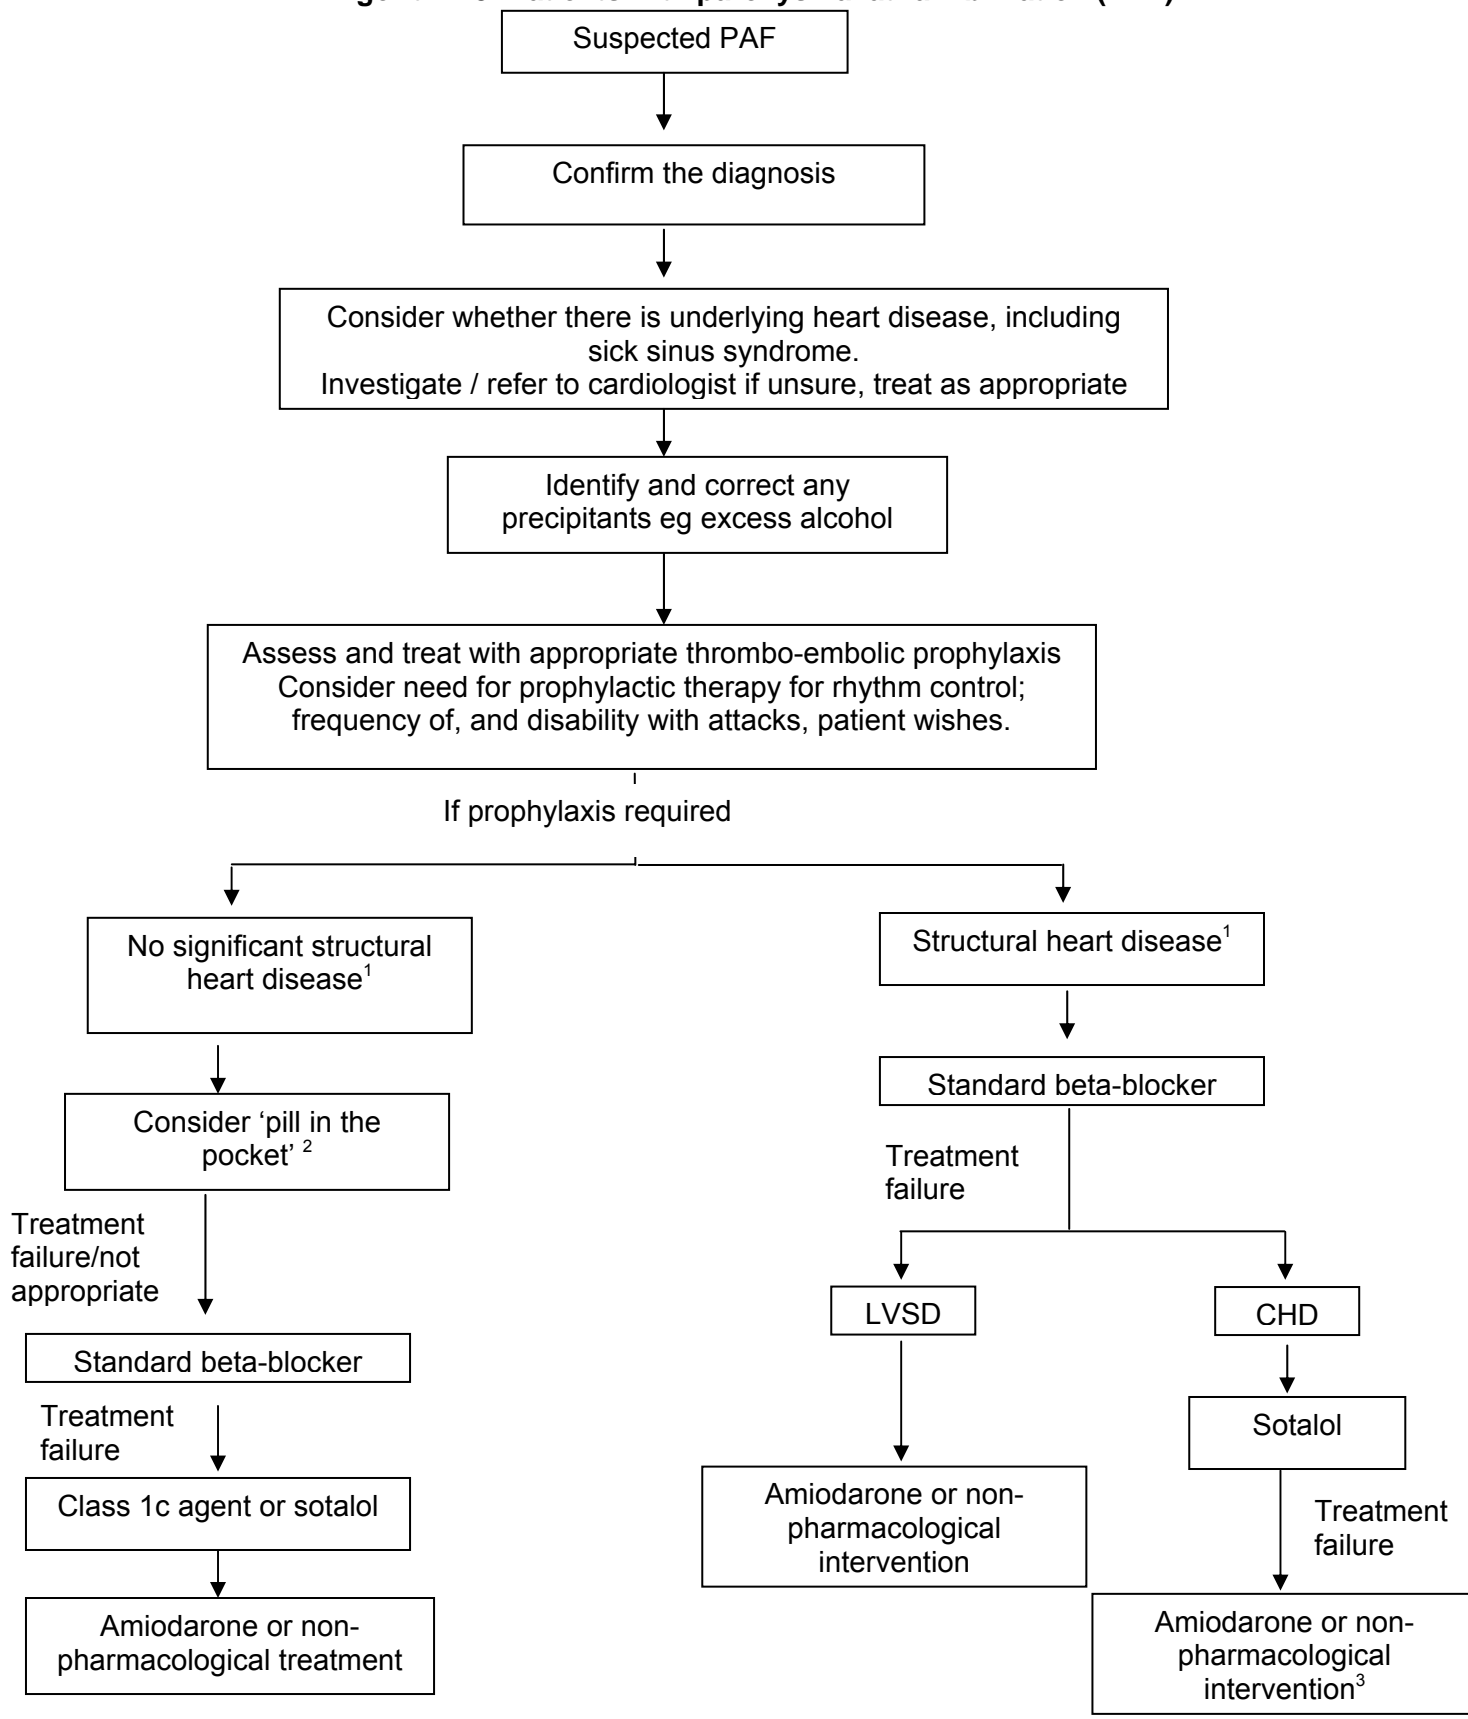 Suspected PAF
Confirm the diagnosis
Consider whether there is underlying heart disease, including
sick sinus syndrome.
Investigate / refer to cardiologist if unsure, treat as appropriate
Identify and correct any
precipitants eg excess alcohol
Assess and treat with appropriate thrombo-embolic prophylaxis
Consider need for prophylactic therapy for rhythm control;
frequency of, and disability with attacks, patient wishes.
If prophylaxis required
No significant structural
heart disease1
Consider ‘pill in the
pocket’ 2
Treatment
failure/not
appropriate
Standard beta-blocker
Treatment
failure
Class 1c agent or sotalol
Amiodarone or non-
pharmacological treatment
Structural heart disease1
Standard beta-blocker
Treatment
failure
LVSD
Amiodarone or non-
pharmacological
intervention
CHD
Sotalol
Treatment
failure
Amiodarone or non-
pharmacological
intervention3